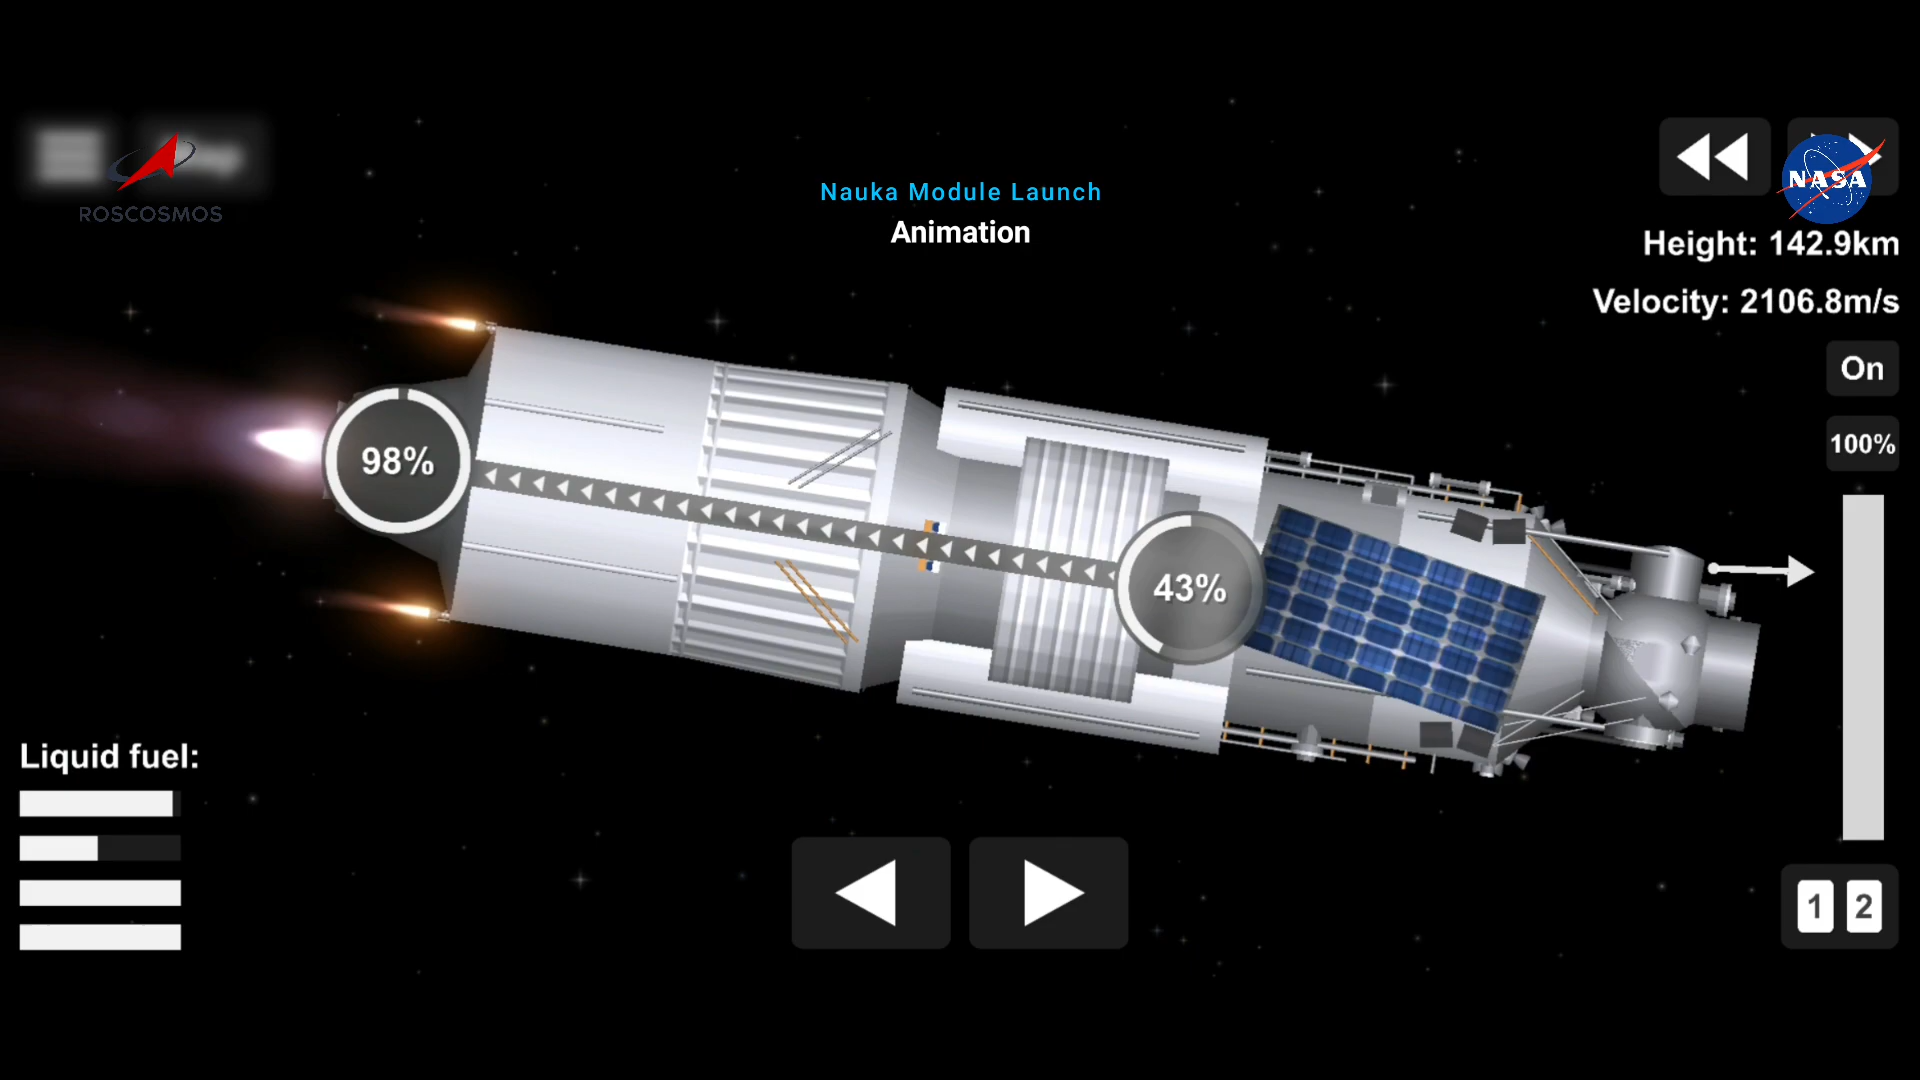 ROSCOSMOS
Nauka Module Launch
Animation
NASA
Height: 142.9km
Velocity: 2106.8m/s
On
100%
98%
43%
Liquid fuel:
1 2